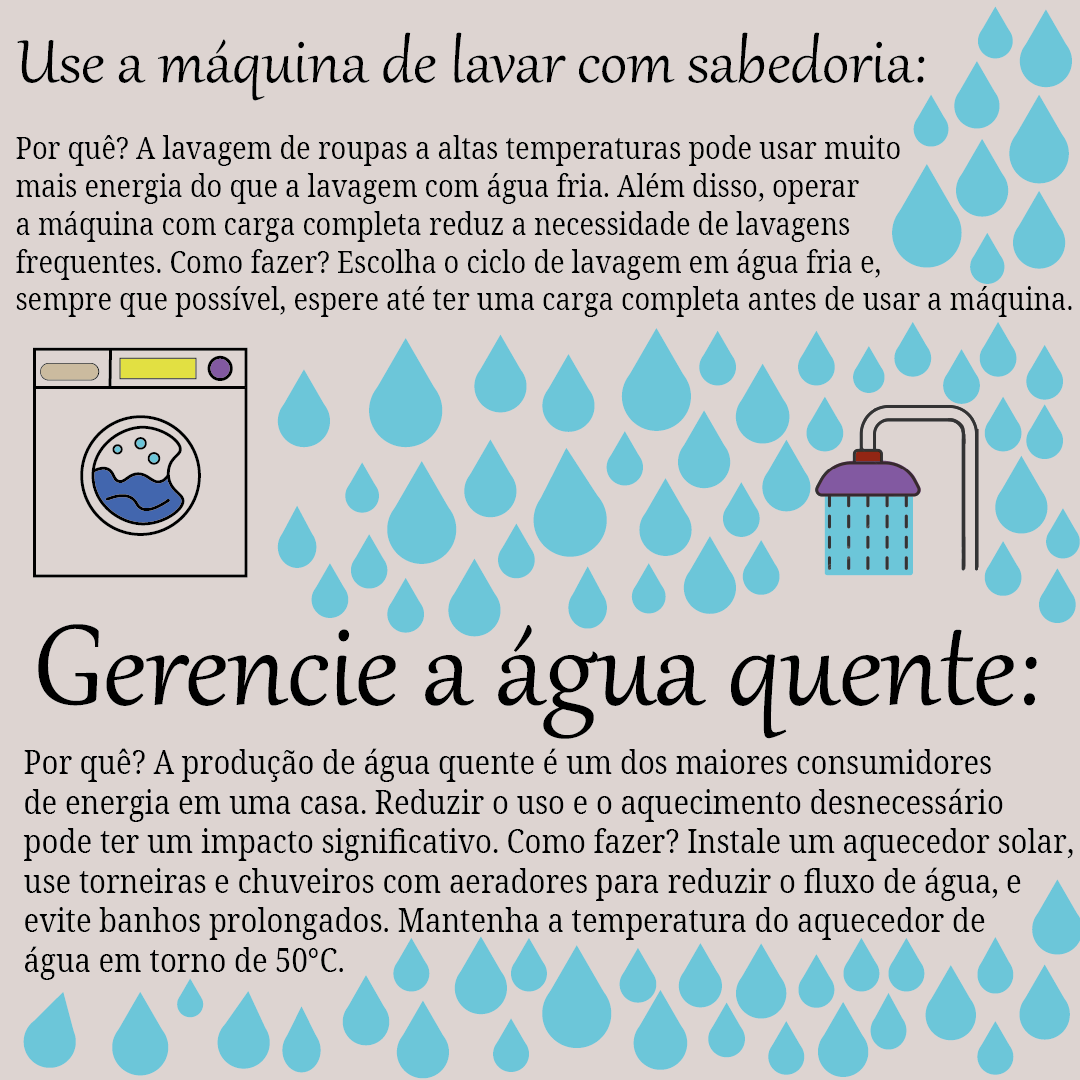 Use a máquina de lavar com sabedoria:
Por quê? A lavagem de roupas a altas temperaturas pode usar muito
mais energia do que a lavagem com água fria. Além disso, operar
a máquina com carga completa reduz a necessidade de lavagens
frequentes. Como fazer? Escolha o ciclo de lavagem em água fria e,
sempre que possível, espere até ter uma carga completa antes de usar a máquina.
Gerencie a água quente:
Por quê? A produção de água quente é um dos maiores consumidores
de energia em uma casa. Reduzir o uso e o aquecimento desnecessário
pode ter um impacto significativo. Como fazer? Instale um aquecedor solar,
use torneiras e chuveiros com aeradores para reduzir o fluxo de água, e
evite banhos prolongados. Mantenha a temperatura do aquecedor de
água em torno de 50°C.